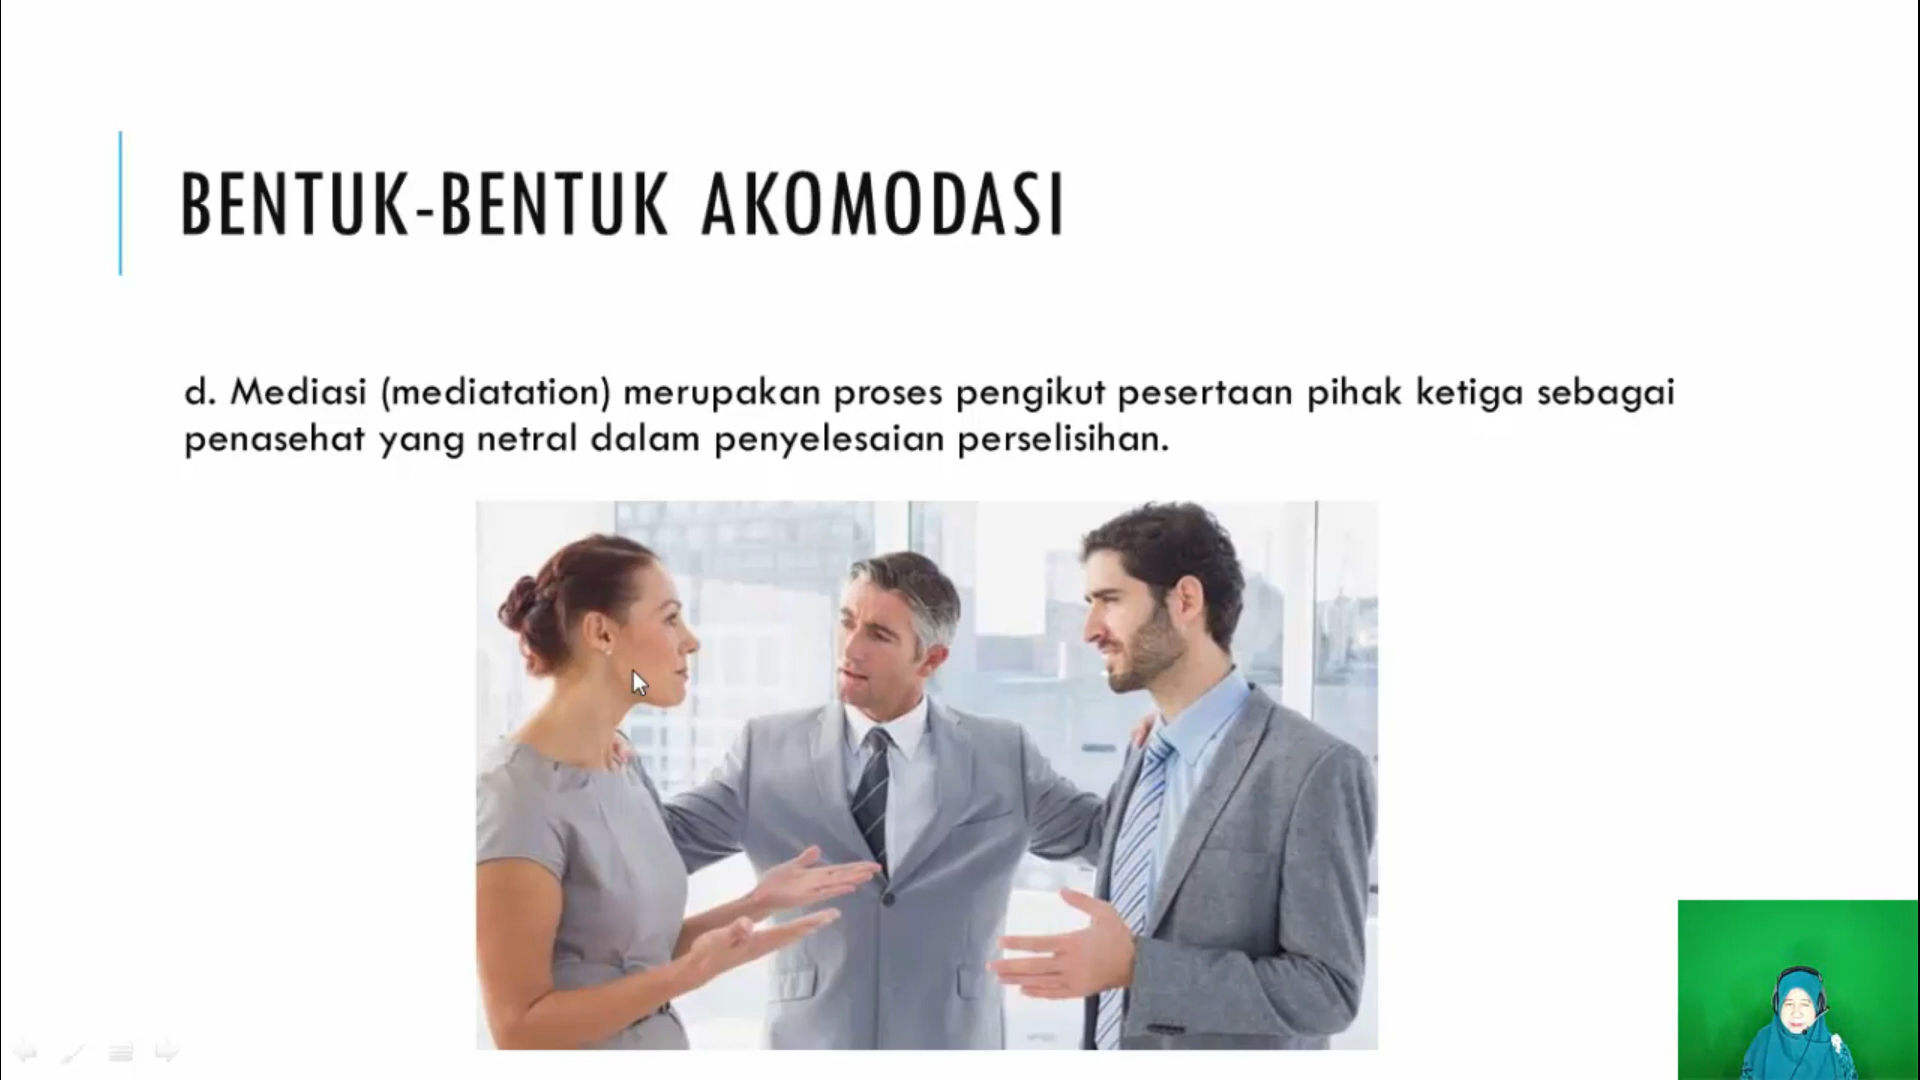 BENTUK-BENTUK AKOMODASI
d. Mediasi (mediatation) merupakan proses pengikut pesertaan pihak ketiga sebagai
penasehat yang netral dalam penyelesaian perselisihan.